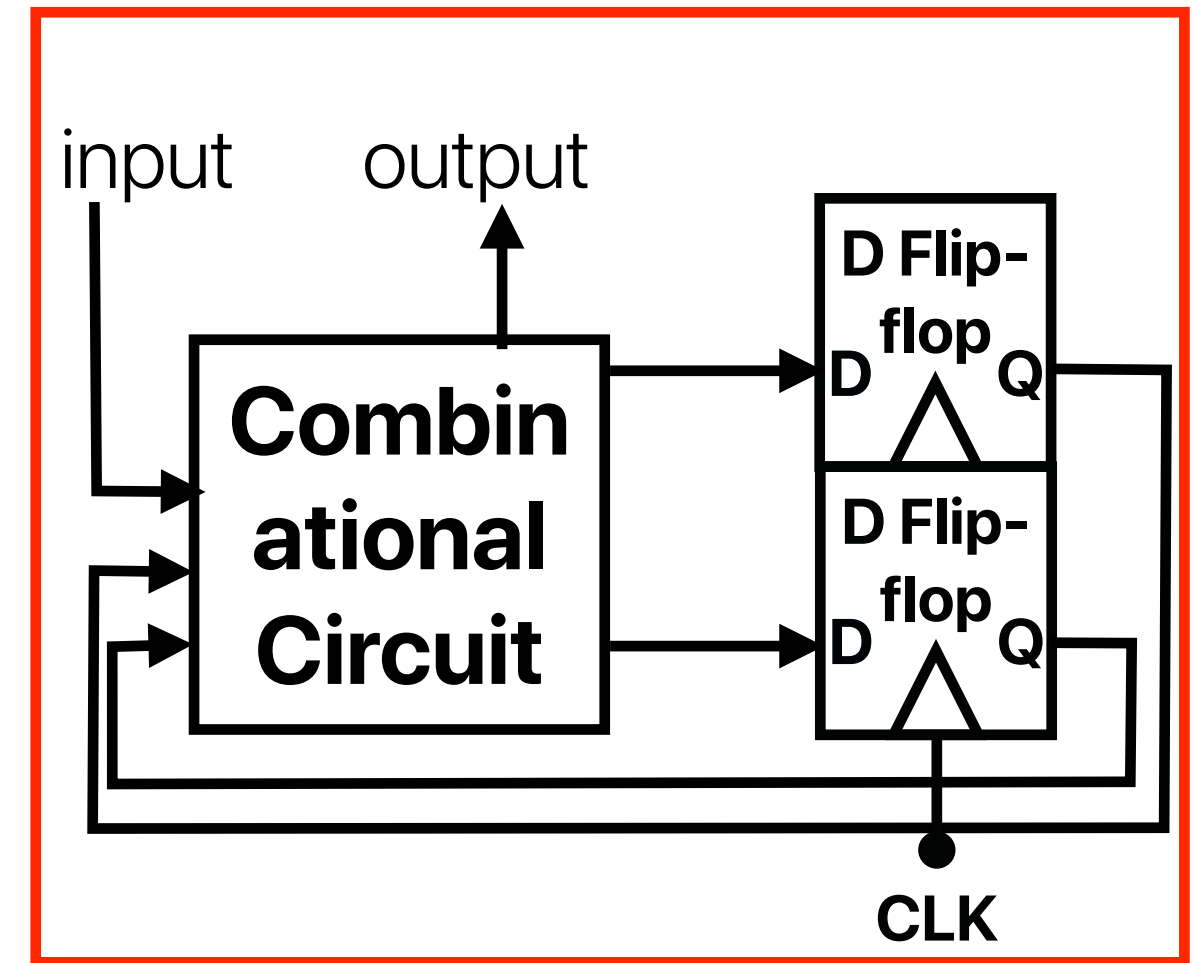 input
output
D Flip-
flop
D
Q
Combin
ational
Circuit
D Flip-
flop
D
Q
CLK